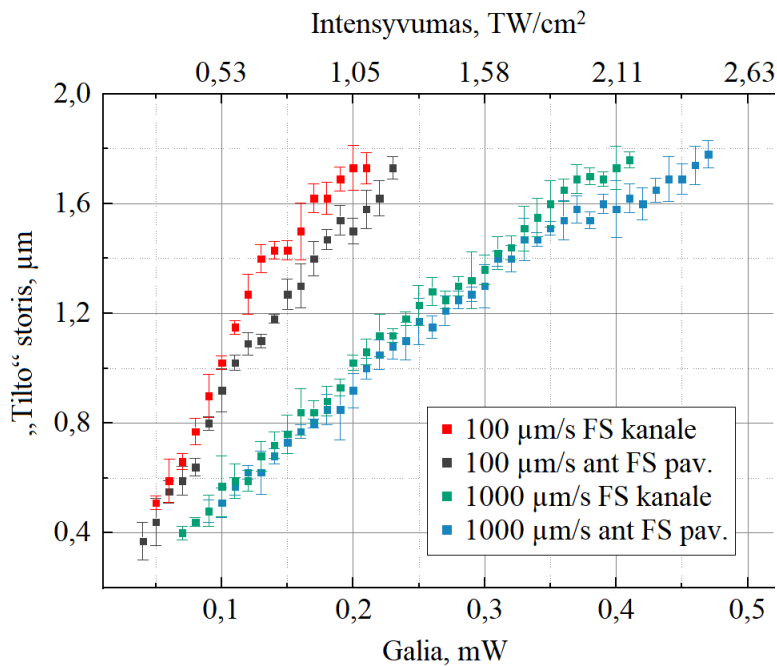 Intensyvumas, TW/cm²
0,53 1,05 1,58 2,11 2,63
2,0
1,6
1,2
0,8
0,4
„Tilto“ storis, µm
100 µm/s FS kanale
100 µm/s ant FS pav.
1000 µm/s FS kanale
1000 µm/s ant FS pav.
0,1 0,2 0,3 0,4 0,5
Galia, mW